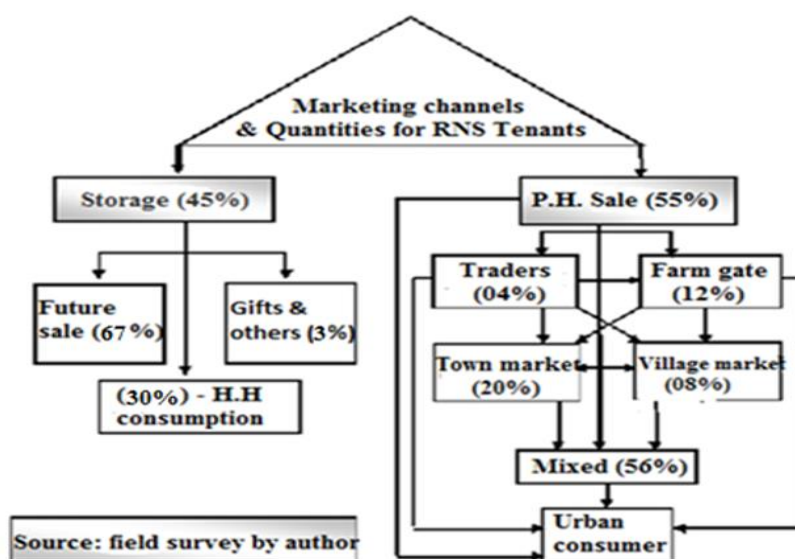 Marketing channels
& Quantities for RNS Tenants
Storage (45%)
P.H. Sale (55%)
Future
sale (67%)
Gifts &
others (3%)
(30%) - H.H
consumption
Traders
(04%)
Farm gate
(12%)
Town market
(20%)
Village market
(08%)
Mixed (56%)
Urban
consumer
Source: field survey by author